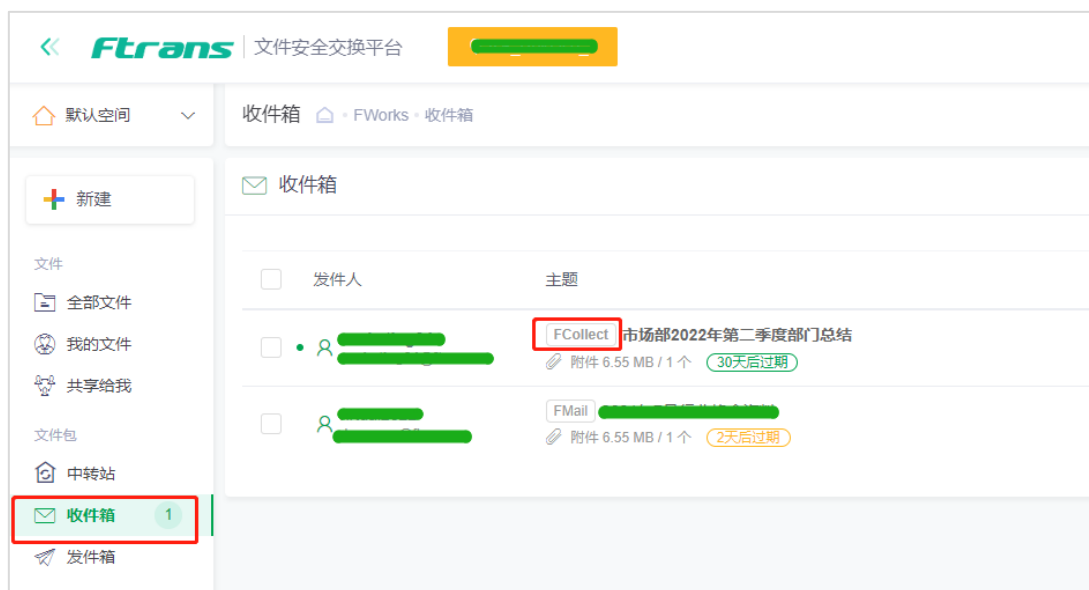 Ftrans 文件安全交换平台
默认空间
收件箱 FWorks 收件箱
新建
收件箱
文件
全部文件
我的文件
共享给我
文件包
中转站
收件箱 1
发件箱
发件人 主题
FCollect 市场部2022年第二季度部门总结
附件 6.55 MB / 1 个 30天后过期
FMail
附件 6.55 MB / 1 个 2天后过期